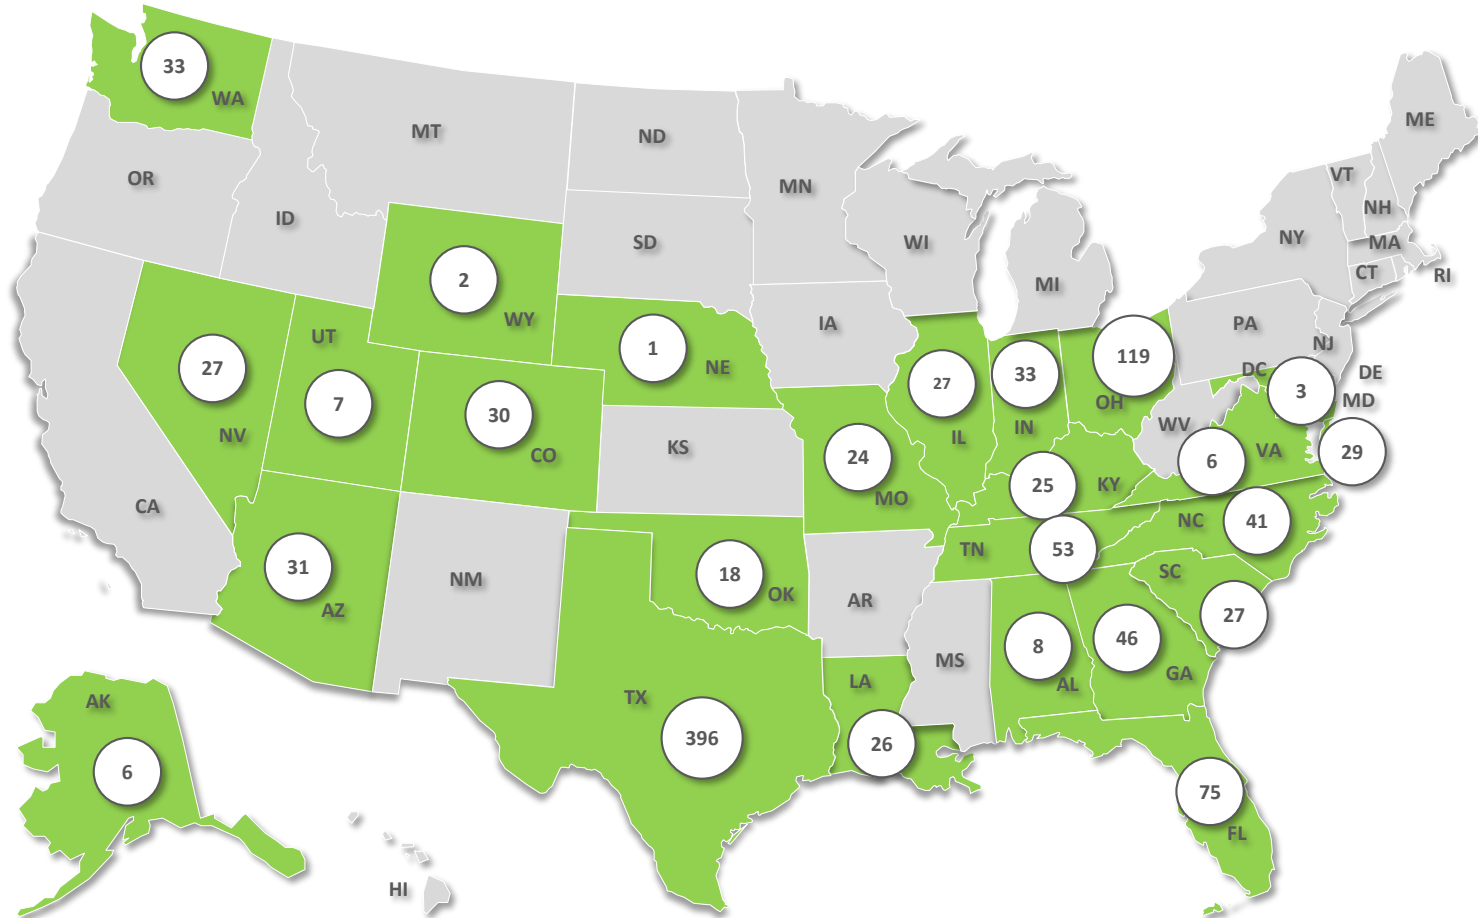 33
WA
MT
ND
ME
OR
MN
VT
ID
NH
SD
WI
NY
MA
CT
RI
2
WY
MI
UT
IA
PA
NJ
27
1
NE
27
33
119
DC
DE
7
3
MD
NV
30
CO
IL
IN
OH
WV
KS
24
MO
6
VA
29
CA
25
KY
NC
41
TN
53
31
AZ
NM
18
OK
AR
SC
8
46
27
MS
AL
GA
LA
AK
TX
396
26
6
75
FL
HI